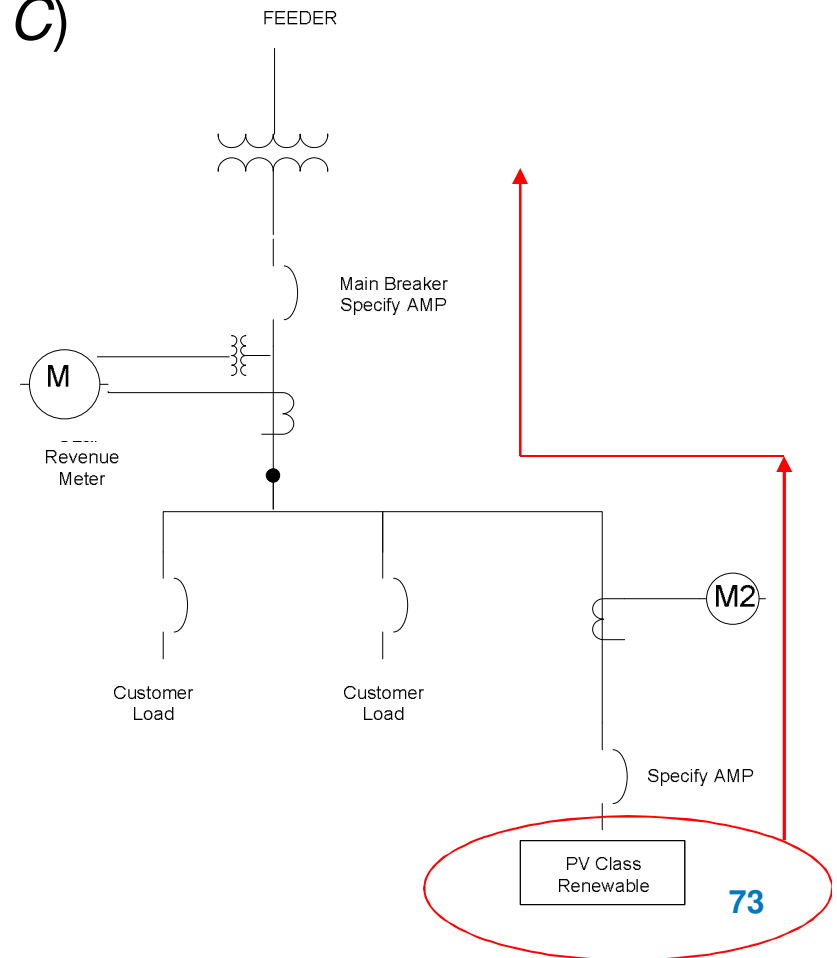 C)
FEEDER
Main Breaker
Specify AMP
M
Revenue
Meter
M2
Customer
Load
Customer
Load
Specify AMP
PV Class
Renewable
73